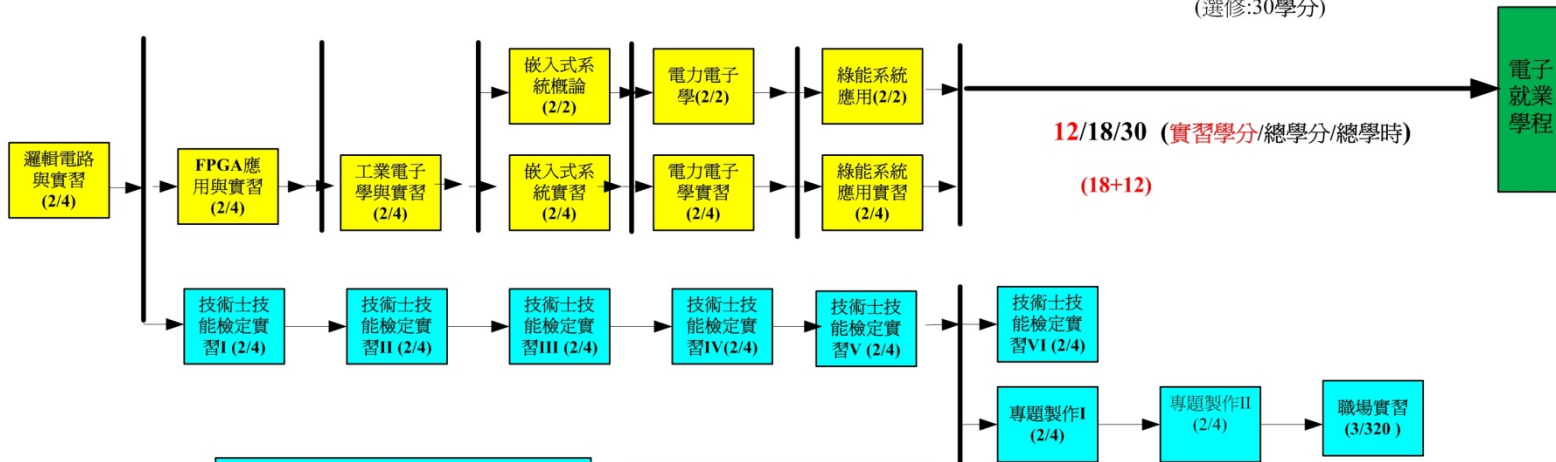 (選修:30學分)
電子
就業
學程
嵌入式系
統概論
(2/2)
電力電子
學(2/2)
綠能系統
應用(2/2)
12/18/30 (實習學分/總學分/總學時)
(18+12)
邏輯電路
與實習
(2/4)
FPGA應
用與實習
(2/4)
工業電子
學與實習
(2/4)
嵌入式系
統實習
(2/4)
電力電子
學實習
(2/4)
綠能系統
應用實習
(2/4)
技術士技
能檢定實
習I (2/4)
技術士技
能檢定實
習II (2/4)
技術士技
能檢定實
習III (2/4)
技術士技
能檢定實
習IV(2/4)
技術士技
能檢定實
習V (2/4)
技術士技
能檢定實
習VI (2/4)
專題製作I
(2/4)
專題製作II
(2/4)
職場實習
(3/320 )